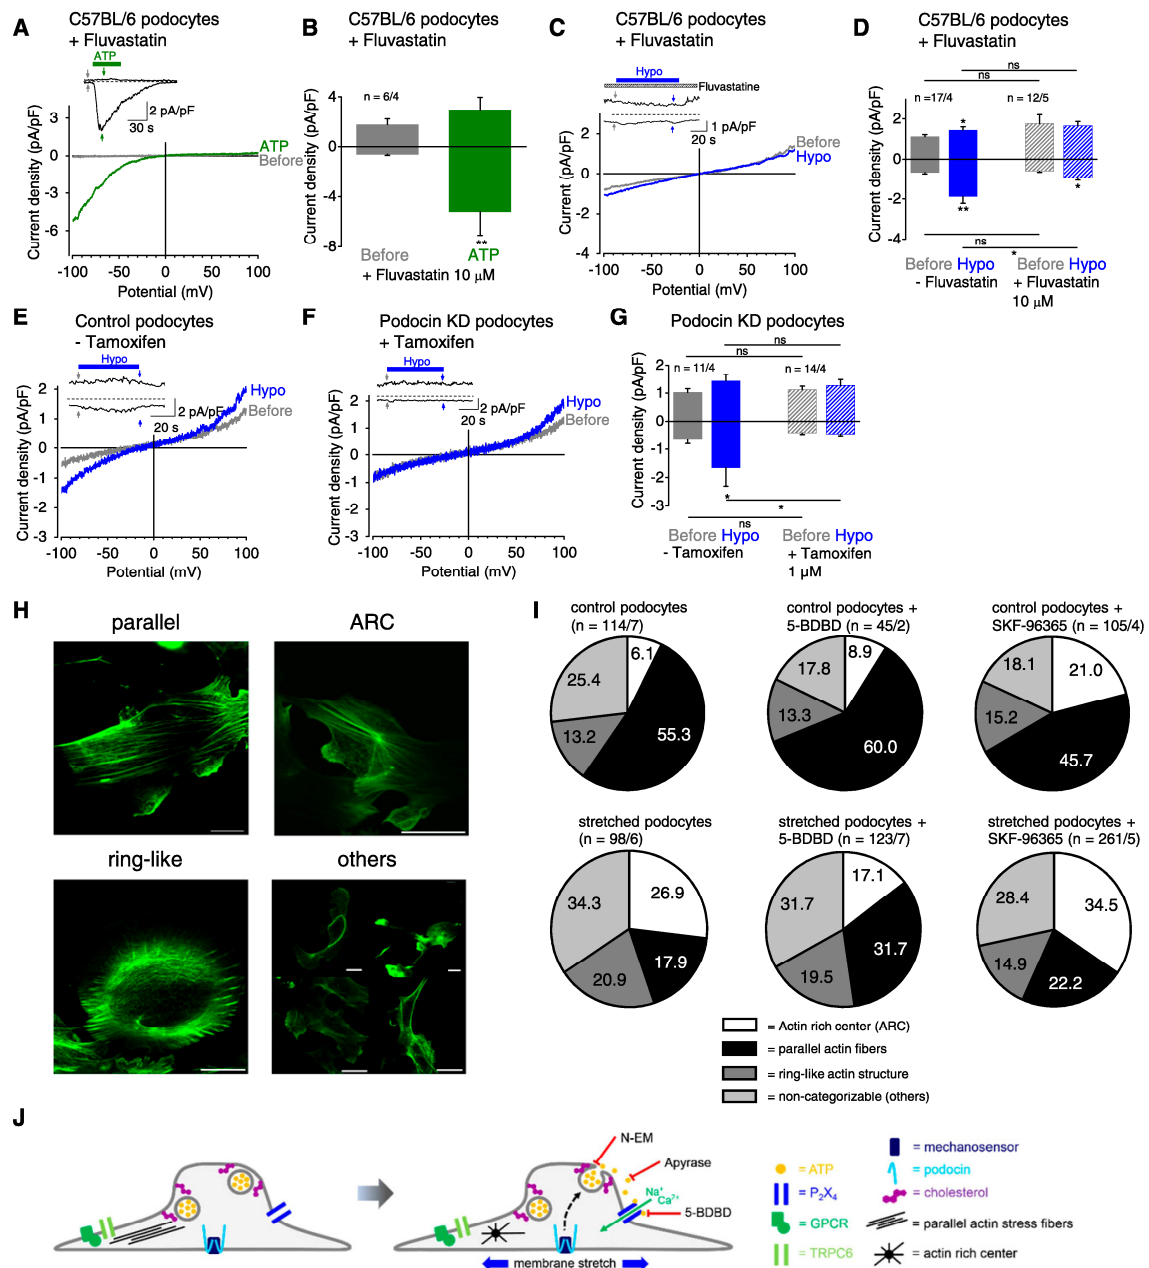 A
C57BL/6 podocytes
+ Fluvastatin
ATP
2 pA/pF
30 s
Current density (pA/pF)
3
0
-3
-6
ATP
Before
-100
-50
0
50
100
Potential (mV)
B
C57BL/6 podocytes
+ Fluvastatin
Current density (pA/pF)
4
0
-4
-8
n = 6/4
**
Before
ATP
+ Fluvastatin 10 µM
C
C57BL/6 podocytes
+ Fluvastatin
Hypo
Fluvastatine
1 pA/pF
20 s
Current (pA/pF)
2
0
-2
-4
Before
Hypo
-100
-50
0
50
100
Potential (mV)
D
C57BL/6 podocytes
+ Fluvastatin
ns
ns
n =17/4
n = 12/5
Current density (pA/pF)
2
0
-2
-4
*
**
*
ns
*
Before Hypo
Before Hypo
- Fluvastatin
+ Fluvastatin
10 µM
E
Control podocytes
- Tamoxifen
Hypo
2 pA/pF
20 s
Current density (pA/pF)
2
1
0
-1
-2
-3
Hypo
Before
-100
-50
0
50
100
Potential (mV)
F
Podocin KD podocytes
+ Tamoxifen
Hypo
2 pA/pF
20 s
Current density (pA/pF)
2
1
0
-1
-2
-3
Hypo
Before
-100
-50
0
50
100
Potential (mV)
G
Podocin KD podocytes
ns
ns
n = 11/4
n = 14/4
Current density (pA/pF)
2
1
0
-1
-2
-3
*
*
ns
Before Hypo
Before Hypo
- Tamoxifen
+ Tamoxifen
1 µM
H
parallel
ARC
ring-like
others
I
control podocytes
(n = 114/7)
6.1
55.3
13.2
25.4
control podocytes +
5-BDBD (n = 45/2)
8.9
60.0
13.3
17.8
control podocytes +
SKF-96365 (n = 105/4)
21.0
45.7
15.2
18.1
stretched podocytes
(n = 98/6)
26.9
17.9
20.9
34.3
stretched podocytes +
5-BDBD (n = 123/7)
17.1
31.7
19.5
31.7
stretched podocytes +
SKF-96365 (n = 261/5)
34.5
22.2
14.9
28.4
= Actin rich center (ARC)
= parallel actin fibers
= ring-like actin structure
= non-categorizable (others)
J
N-EM
Apyrase
Na⁺
Ca²⁺
5-BDBD
membrane stretch
= ATP
= P₂X₄
= GPCR
= TRPC6
= mechanosensor
= podocin
= cholesterol
= parallel actin stress fibers
= actin rich center